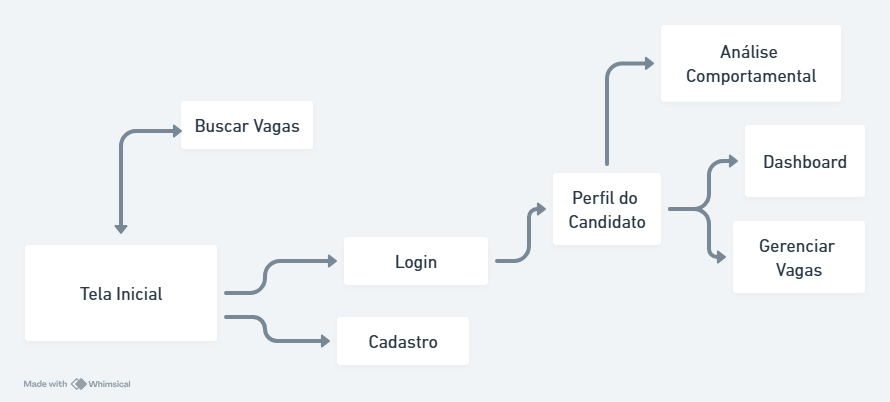 Análise
Comportamental
Buscar Vagas
Dashboard
Perfil do
Candidato
Gerenciar
Vagas
Login
Tela Inicial
Cadastro
Made with Whimsical